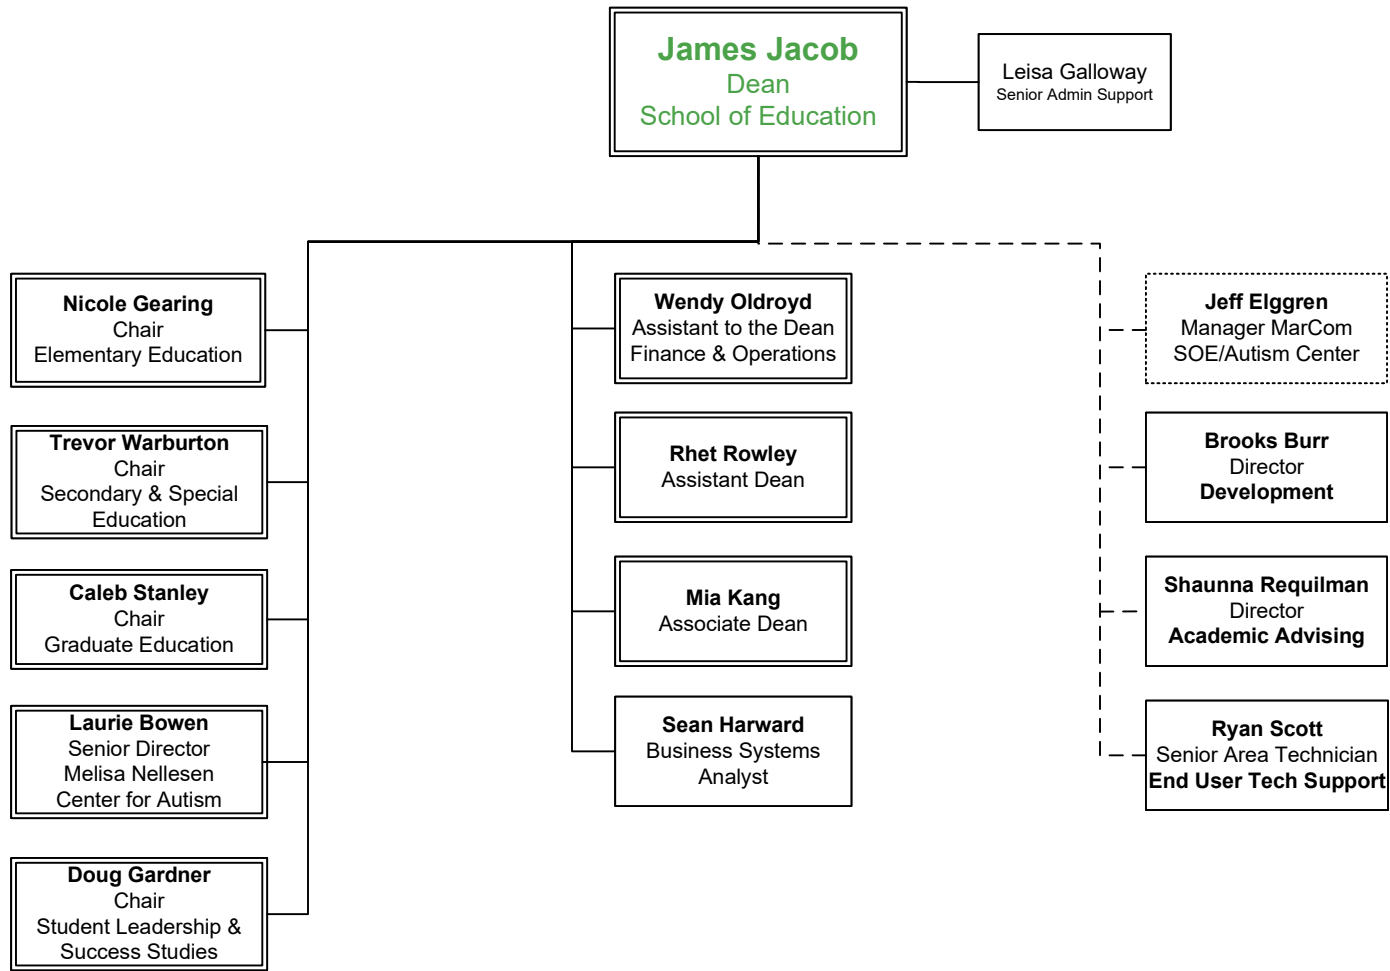 James Jacob
Dean
School of Education
Leisa Galloway
Senior Admin Support
Nicole Gearing
Chair
Elementary Education
Trevor Warburton
Chair
Secondary & Special
Education
Caleb Stanley
Chair
Graduate Education
Laurie Bowen
Senior Director
Melisa Nellesen
Center for Autism
Doug Gardner
Chair
Student Leadership &
Success Studies
Wendy Oldroyd
Assistant to the Dean
Finance & Operations
Rhet Rowley
Assistant Dean
Mia Kang
Associate Dean
Sean Harward
Business Systems
Analyst
Jeff Elggren
Manager MarCom
SOE/Autism Center
Brooks Burr
Director
Development
Shaunna Requilman
Director
Academic Advising
Ryan Scott
Senior Area Technician
End User Tech Support